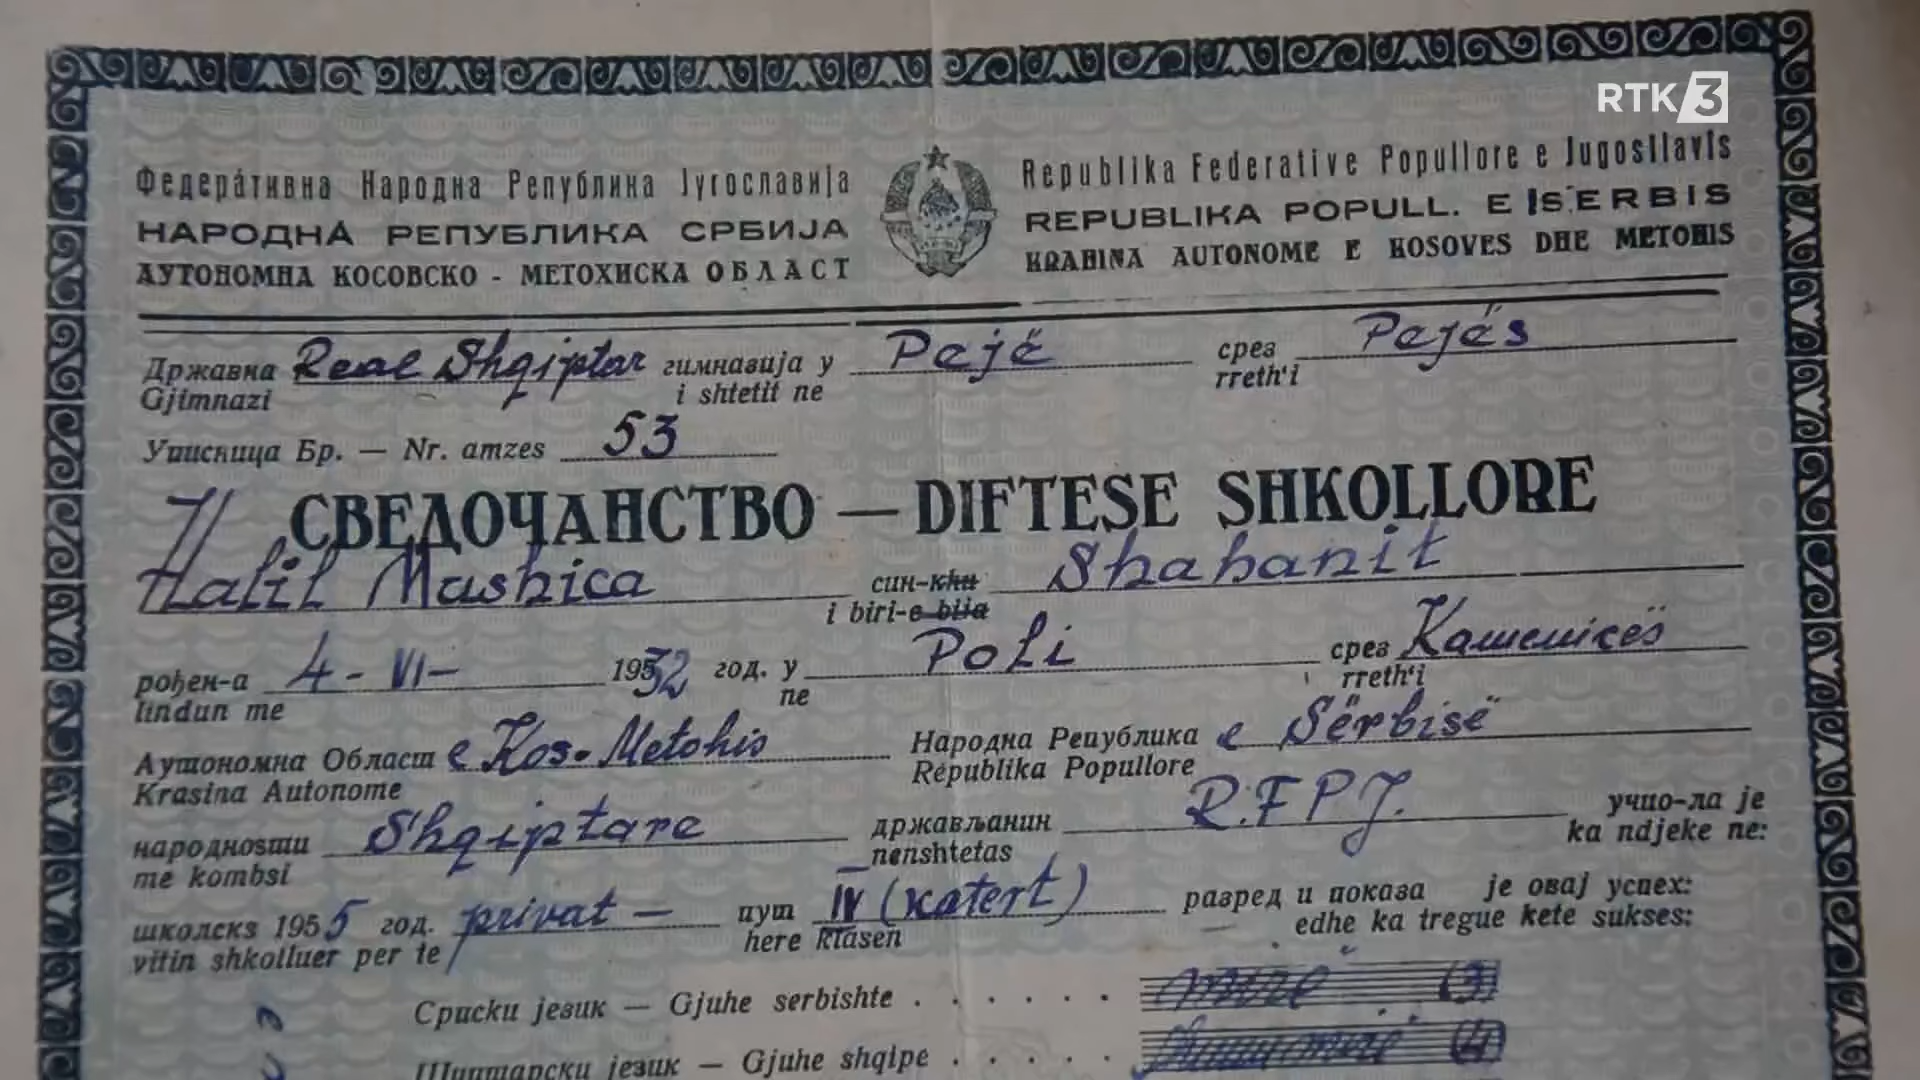 RTK 3
Федеративна Народна Република Југославија
НАРОДНА РЕПУБЛИКА СРБИЈА
АУТОНОМНА КОСОВСКО - МЕТОХИСКА ОБЛАСТ
Republika Federative Popullore e Jugosllavis
REPUBLIKA POPULL. E SERBIS
KRAHINA AUTONOME E KOSOVES DHE METOHIS
Државна Real Shqiptar гимназија у Pejë срез Pejës
Gjimnazi i shtetit ne rreth'i
Уписница Бр. — Nr. amzes 53
СВЕДОЧАНСТВО — DIFTESE SHKOLLORE
Halil Mushica син-кћи Shabanit
i biri-e bija
рођен-а 4-VI- 1932 год. у Poli срез Kamenicës
lindun me ne rreth'i
Аутономна Област e Kos.Metohis Народна Република e Sërbisë
Krasina Autonome Republika Popullore
народности Shqiptare држављанин R.F.P.J. учио-ла је
me kombsi nenshtetas ka ndjeke ne:
школскз 1955 год. privat — пут IV (katërt) разред и показа је овај успех:
vitin shkolluer per te here klasen edhe ka tregue kete sukses:
Српски језик — Gjuhe serbishte . . . . . . mirë (3)
Шиптарски језик — Gjuhe shqipe . . . . . (4)